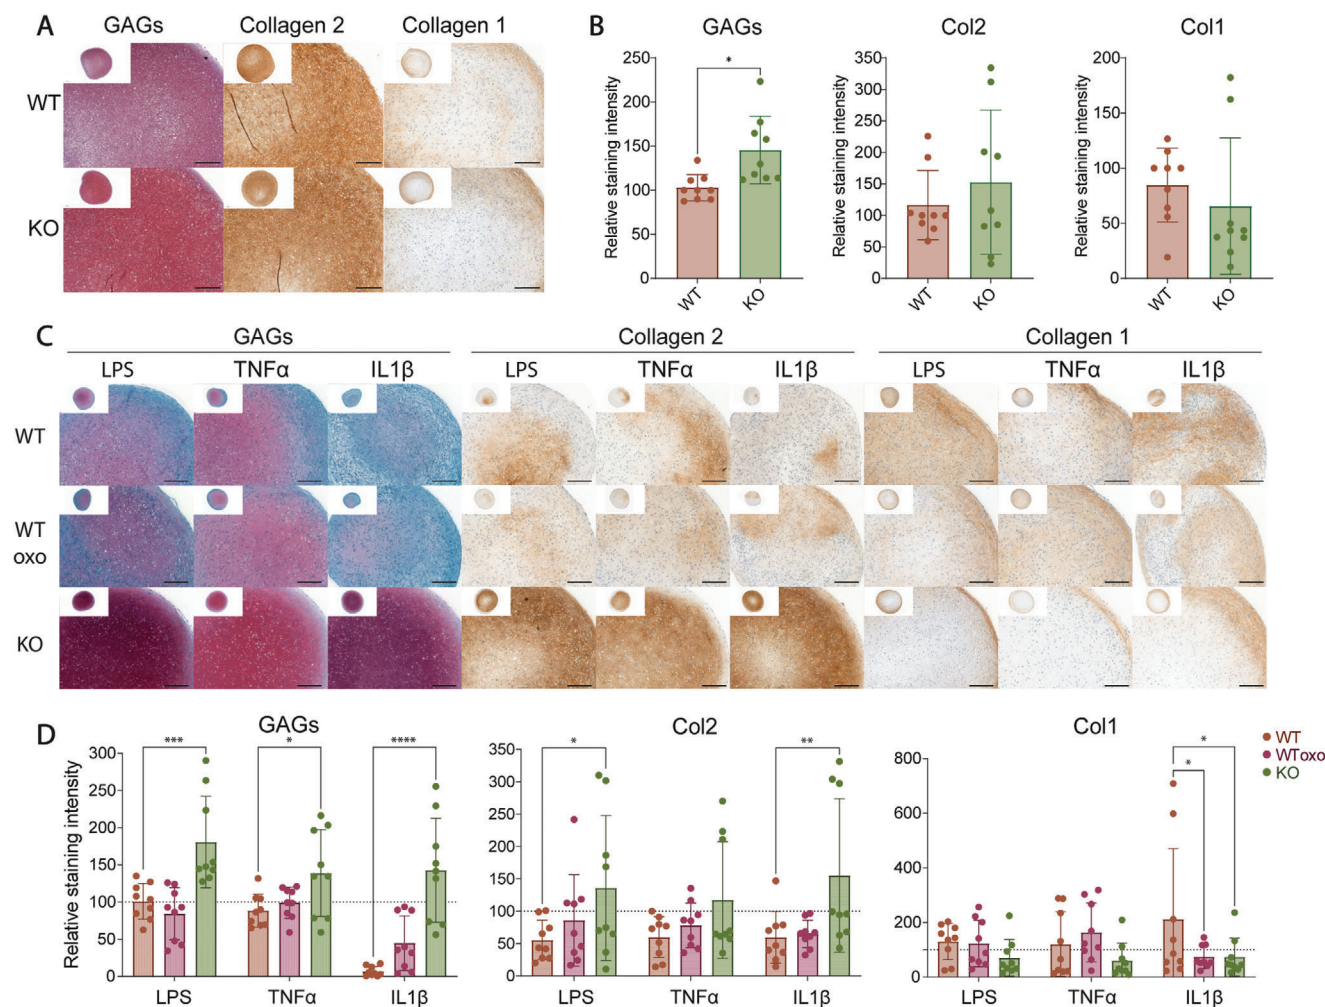 A
GAGs
Collagen 2
Collagen 1
WT
KO
B
GAGs
Col2
Col1
Relative staining intensity
250
200
150
100
50
0
*
WT
KO
Relative staining intensity
350
300
250
200
150
100
50
0
WT
KO
Relative staining intensity
200
150
100
50
0
WT
KO
C
GAGs
Collagen 2
Collagen 1
LPS
TNFα
IL1β
LPS
TNFα
IL1β
LPS
TNFα
IL1β
WT
WT
oxo
KO
D
GAGs
Relative staining intensity
300
250
200
150
100
50
0
***
*
****
LPS
TNFα
IL1β
Col2
350
300
250
200
150
100
50
0
*
**
LPS
TNFα
IL1β
Col1
800
600
400
200
0
*
*
LPS
TNFα
IL1β
WT
WToxo
KO